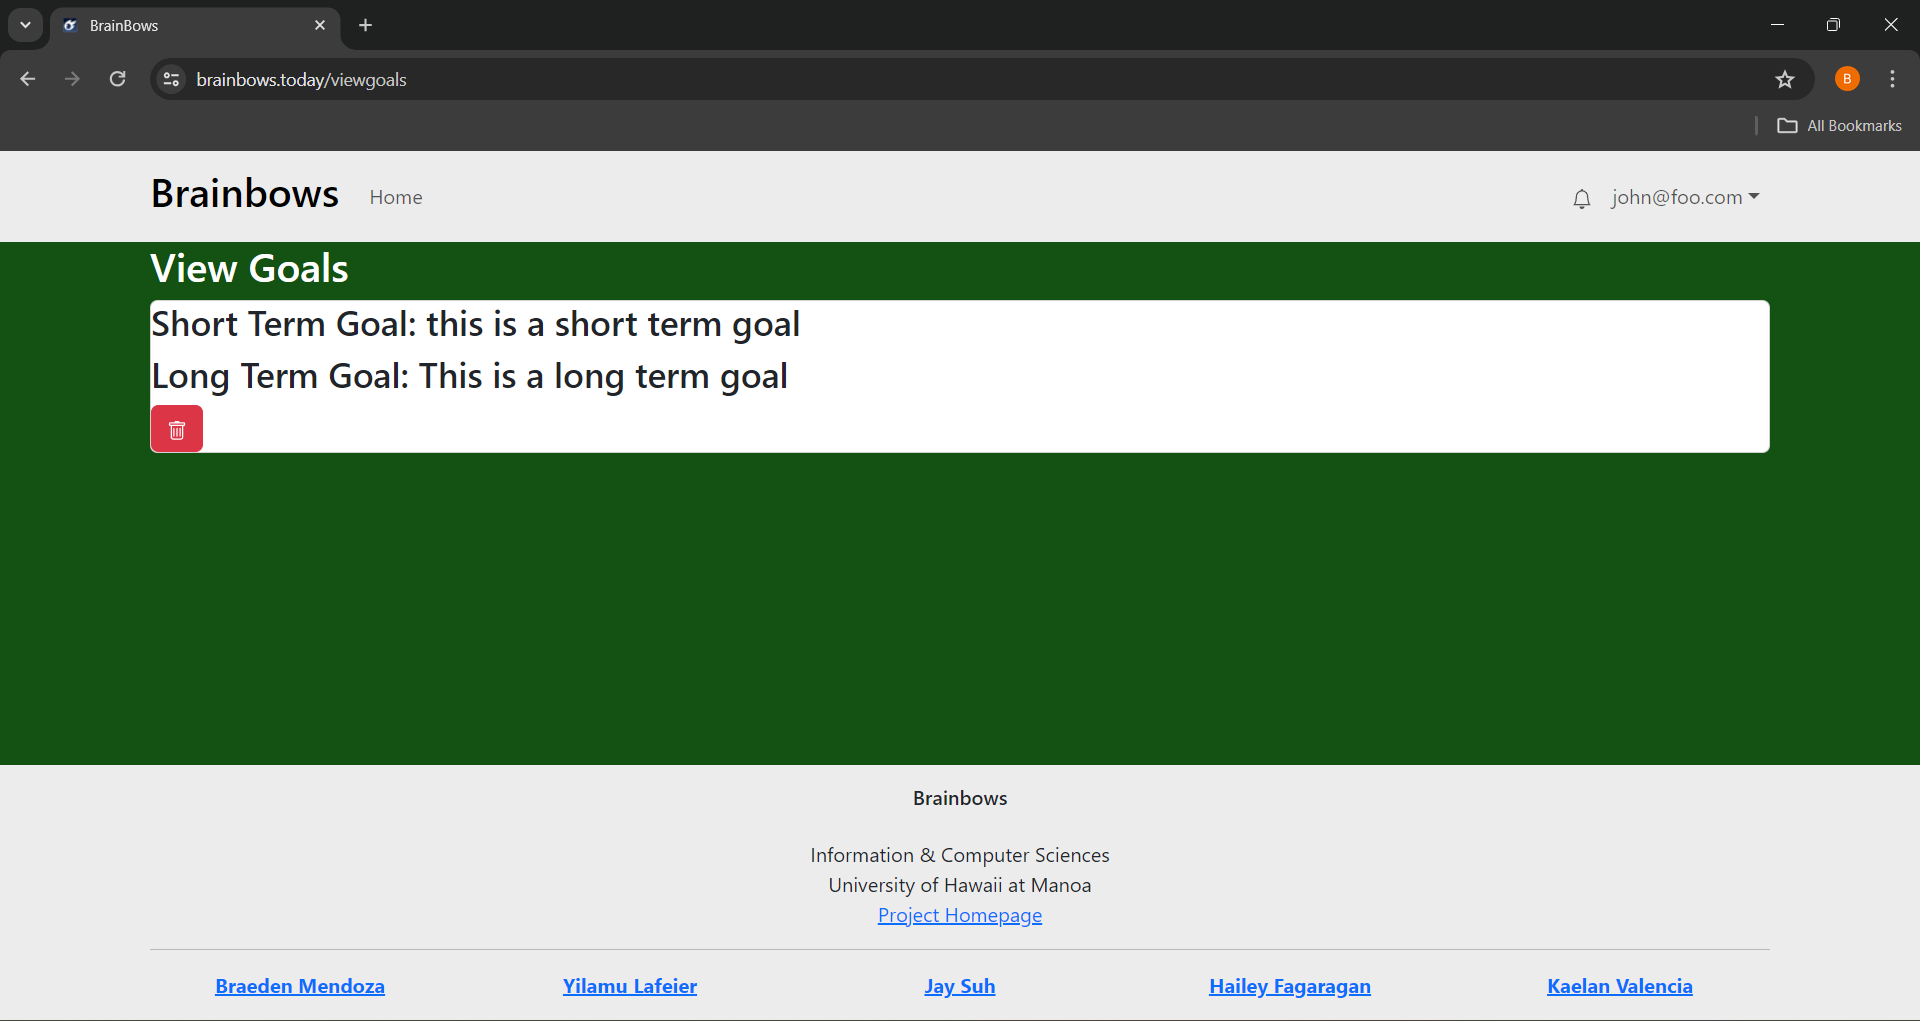 BrainBows
brainbows.today/viewgoals
B
All Bookmarks
Brainbows
Home
john@foo.com
View Goals
Short Term Goal: this is a short term goal
Long Term Goal: This is a long term goal
Brainbows
Information & Computer Sciences
University of Hawaii at Manoa
Project Homepage
Braeden Mendoza
Yilamu Lafeier
Jay Suh
Hailey Fagaragan
Kaelan Valencia